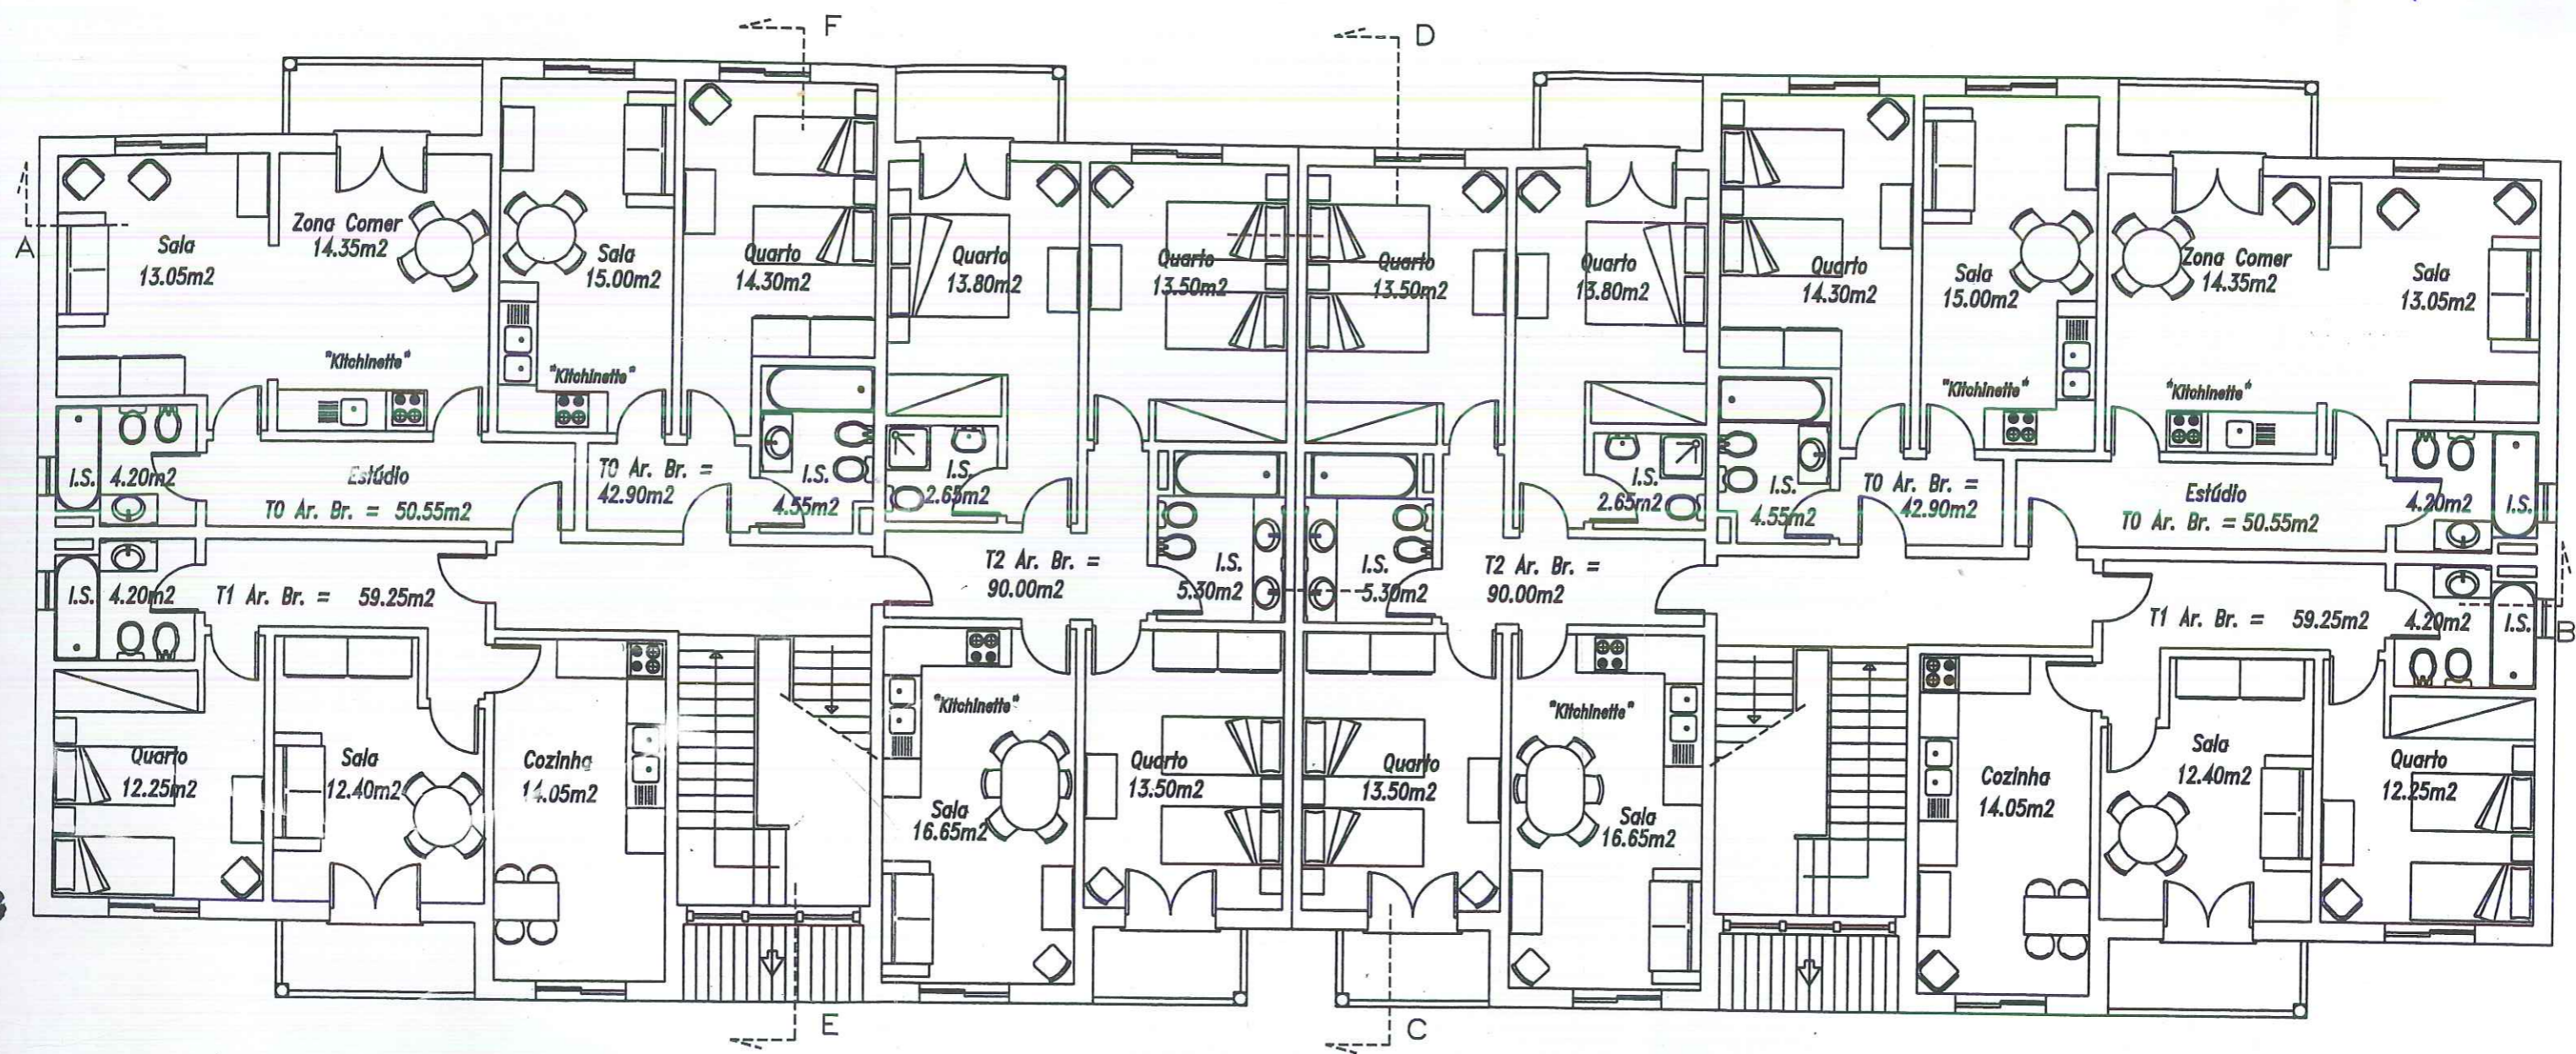 F
D
A
Sala
13.05m2
Zona Comer
14.35m2
"Kitchinette"
Sala
15.00m2
"Kitchinette"
Quarto
14.30m2
Quarto
13.80m2
Quarto
13.50m2
Quarto
13.50m2
Quarto
13.80m2
Quarto
14.30m2
Sala
15.00m2
"Kitchinette"
Zona Comer
14.35m2
"Kitchinette"
Sala
13.05m2
I.S.
4.20m2
Estúdio
T0 Ar. Br. = 50.55m2
T0 Ar. Br. =
42.90m2
I.S.
4.55m2
I.S.
2.65m2
I.S.
2.65m2
I.S.
4.55m2
T0 Ar. Br. =
42.90m2
Estúdio
T0 Ar. Br. = 50.55m2
4.20m2
I.S.
I.S.
4.20m2
T1 Ar. Br. = 59.25m2
T2 Ar. Br. =
90.00m2
I.S.
5.30m2
I.S.
5.30m2
T2 Ar. Br. =
90.00m2
T1 Ar. Br. = 59.25m2
4.20m2
I.S.
B
Quarto
12.25m2
Sala
12.40m2
Cozinha
14.05m2
"Kitchinette"
Sala
16.65m2
Quarto
13.50m2
Quarto
13.50m2
"Kitchinette"
Sala
16.65m2
Cozinha
14.05m2
Sala
12.40m2
Quarto
12.25m2
E
C